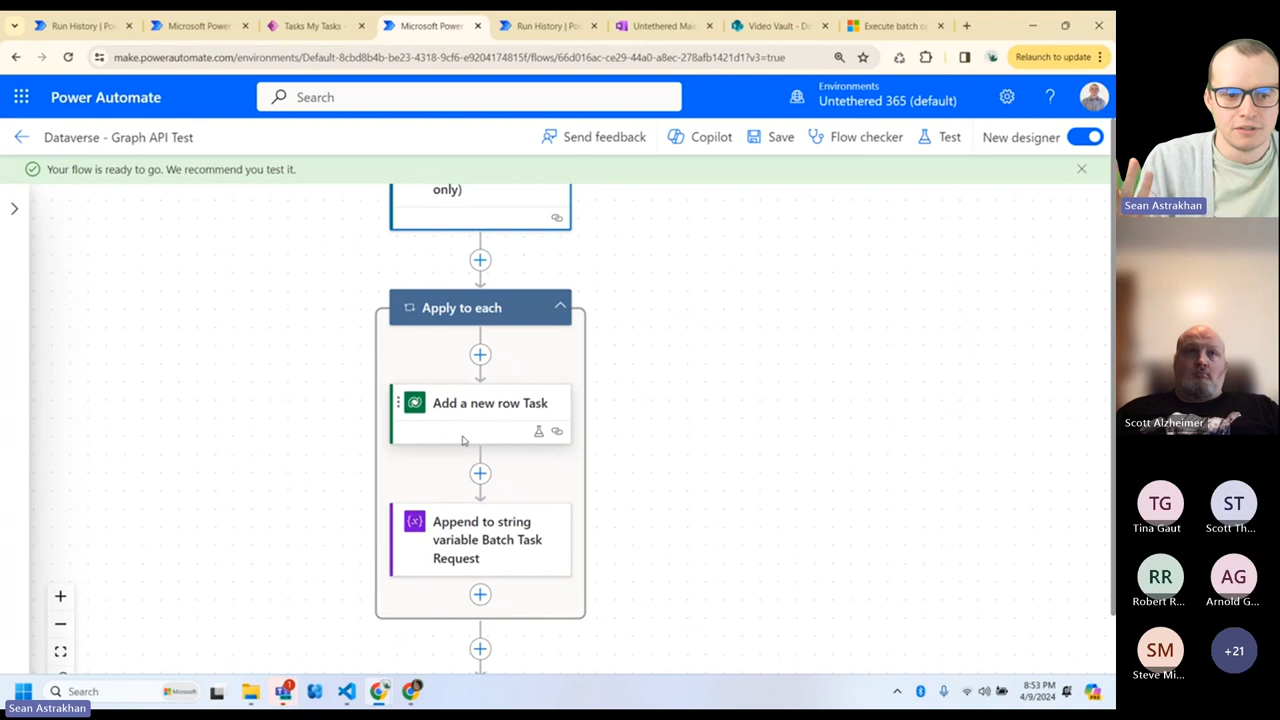 Run History | Po
Microsoft Power
Tasks My Tasks -
Microsoft Power
Run History | Po
Untethered Mai
Video Vault - Do
Execute batch o
make.powerautomate.com/environments/Default-8cbd8b4b-be23-4318-9cf6-e9204174815f/flows/66d016ac-ce29-44a0-a8ec-278afb1421d1?v3=true
Relaunch to update
Power Automate
Search
Environments
Untethered 365 (default)
Dataverse - Graph API Test
Send feedback
Copilot
Save
Flow checker
Test
New designer
Your flow is ready to go. We recommend you test it.
only)
Apply to each
Add a new row Task
Append to string
variable Batch Task
Request
Search
Microsoft
8:53 PM
4/9/2024
Sean Astrakhan
Sean Astrakhan
Scott Alzheimer
TG
Tina Gaut
ST
Scott Th...
RR
Robert R...
AG
Arnold G...
SM
Steve Mi...
+21